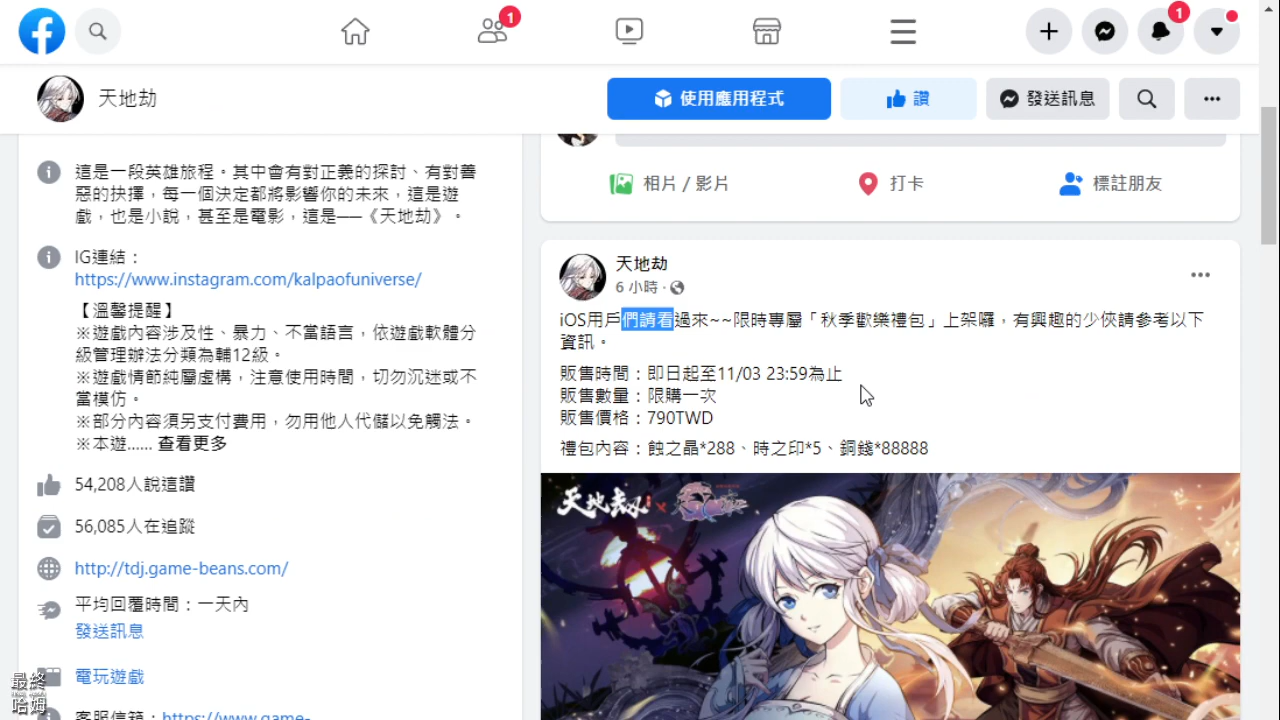 1
1
天地劫
使用應用程式
讚
發送訊息
這是一段英雄旅程。其中會有對正義的探討、有對善
惡的抉擇，每一個決定都將影響你的未來，這是遊
戲，也是小說，甚至是電影，這是──《天地劫》。
IG連結：
https://www.instagram.com/kalpaofuniverse/
【溫馨提醒】
※遊戲內容涉及性、暴力、不當語言，依遊戲軟體分
級管理辦法分類為輔12級。
※遊戲情節純屬虛構，注意使用時間，切勿沉迷或不
當模仿。
※部分內容須另支付費用，勿用他人代儲以免觸法。
※本遊...... 查看更多
54,208人說這讚
56,085人在追蹤
http://tdj.game-beans.com/
平均回覆時間：一天內
發送訊息
電玩遊戲
客服信箱：https://www.game-
最終
哈姆
相片 / 影片
打卡
標註朋友
天地劫
6 小時 ·
iOS用戶們請看過來~~限時專屬「秋季歡樂禮包」上架囉，有興趣的少俠請參考以下
資訊。
販售時間：即日起至11/03 23:59為止
販售數量：限購一次
販售價格：790TWD
禮包內容：蝕之晶*288、時之印*5、銅錢*88888
天地劫